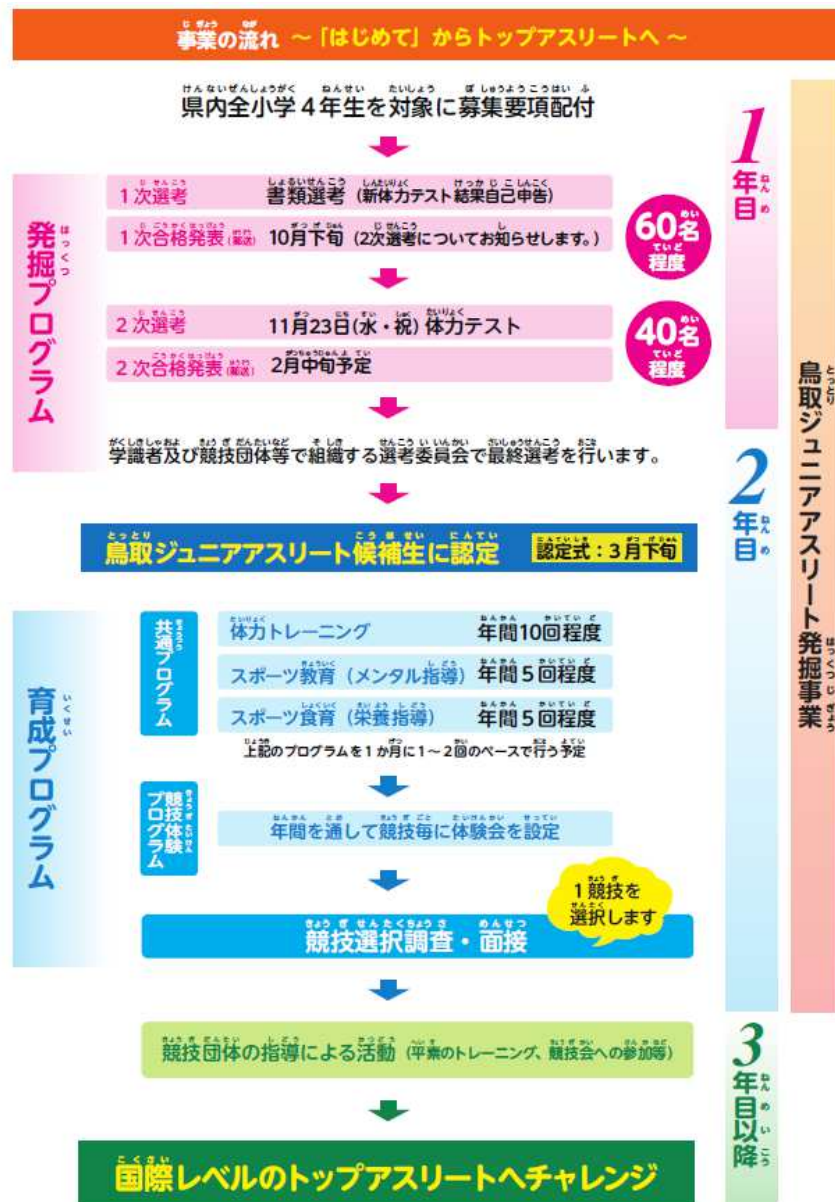 事業の流れ ～「はじめて」からトップアスリートへ～
県内全小学4年生を対象に募集要項配付
発掘プログラム
1次選考 書類選考（新体力テスト結果自己申告）
1次合格発表（郵送） 10月下旬（2次選考についてお知らせします。）
60名
程度
2次選考 11月23日(水・祝) 体力テスト
2次合格発表（郵送） 2月中旬予定
40名
程度
学識者及び競技団体等で組織する選考委員会で最終選考を行います。
鳥取ジュニアアスリート候補生に認定 認定式：3月下旬
育成プログラム
共通プログラム
体力トレーニング 年間10回程度
スポーツ教育（メンタル指導） 年間5回程度
スポーツ食育（栄養指導） 年間5回程度
上記のプログラムを1か月に1～2回のペースで行う予定
競技体験
プログラム
年間を通して競技毎に体験会を設定
1競技を
選択します
競技選択調査・面接
競技団体の指導による活動（平素のトレーニング、競技会への参加等）
国際レベルのトップアスリートへチャレンジ
1年目
2年目
3年目以降
鳥取ジュニアアスリート発掘事業